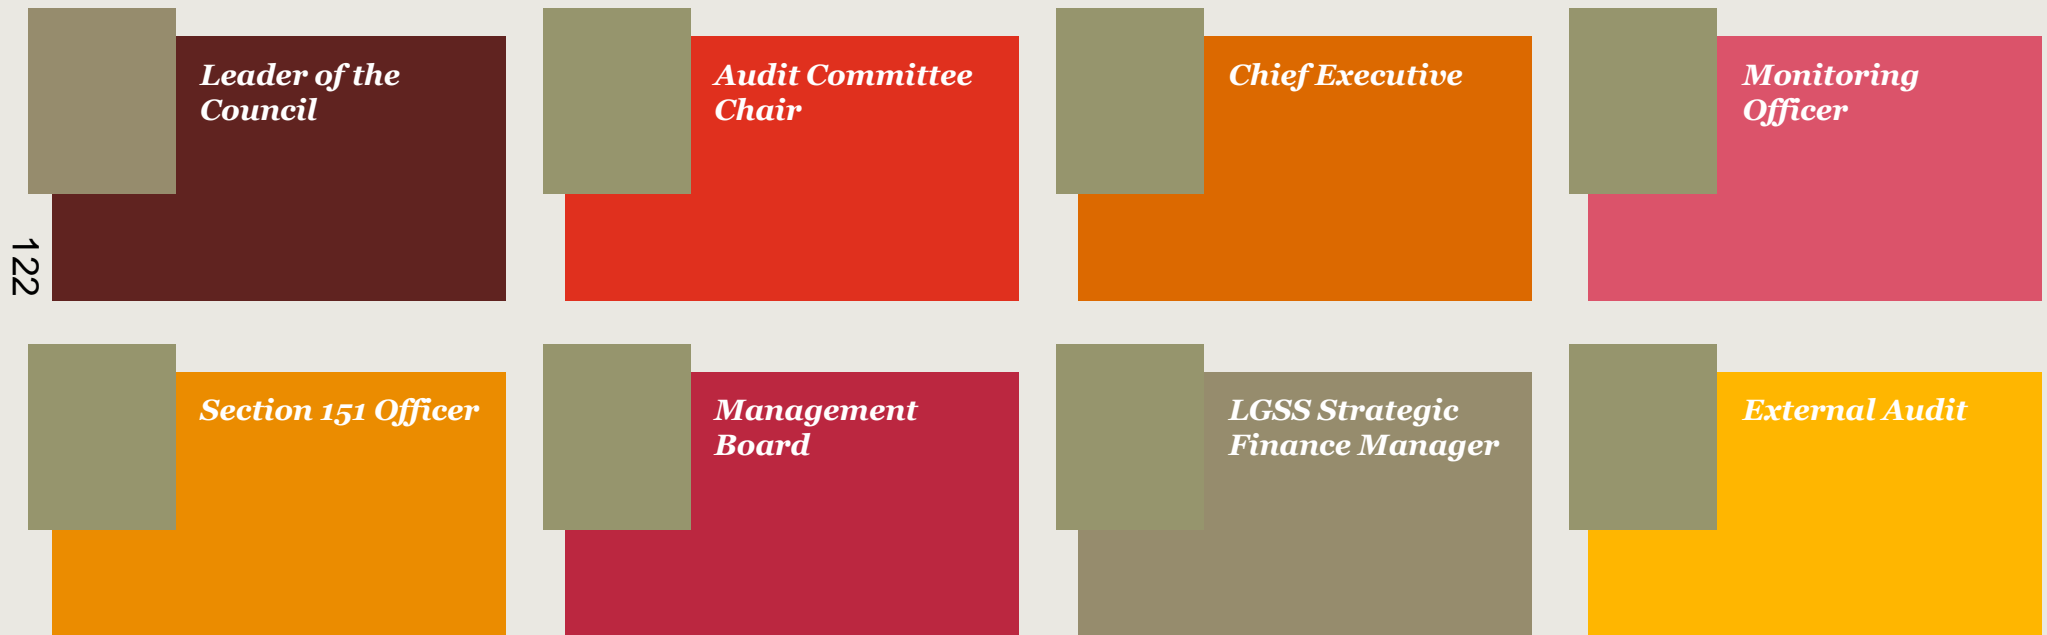 Leader of the
Council
Audit Committee
Chair
Chief Executive
Monitoring
Officer
122
Section 151 Officer
Management
Board
LGSS Strategic
Finance Manager
External Audit